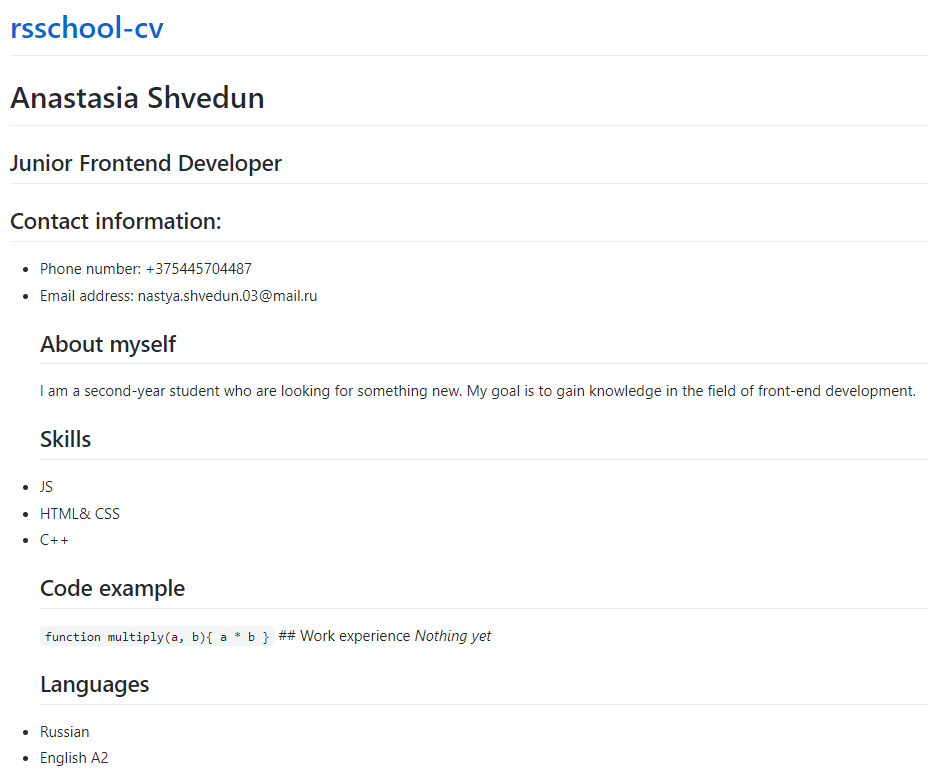 rsschool-cv
Anastasia Shvedun
Junior Frontend Developer
Contact information:
Phone number: +375445704487
Email address: nastya.shvedun.03@mail.ru
About myself
I am a second-year student who are looking for something new. My goal is to gain knowledge in the field of front-end development.
Skills
JS
HTML& CSS
C++
Code example
function multiply(a, b){ a * b } ## Work experience Nothing yet
Languages
Russian
English A2